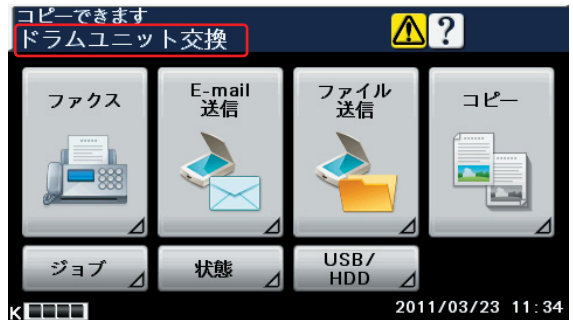 コピーできます
ドラムユニット交換
?
ファクス
E-mail
送信
ファイル
送信
コピー
ジョブ
状態
USB/
HDD
K
2011/03/23 11:34